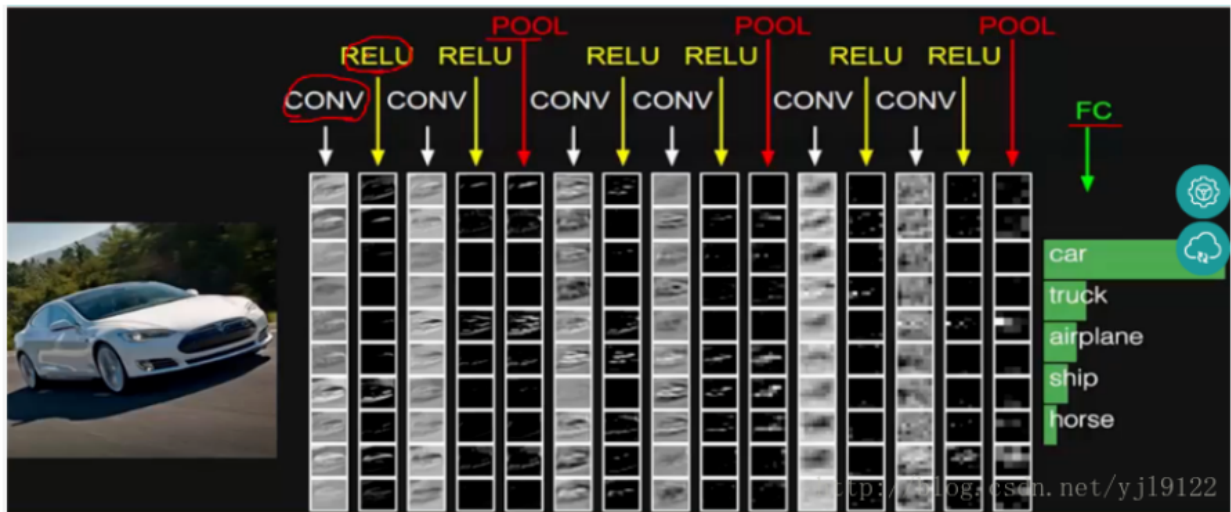 POOL POOL POOL
RELU RELU RELU RELU RELU RELU
CONV CONV CONV CONV CONV CONV
FC
car
truck
airplane
ship
horse
http://blog.csdn.net/yjl9122